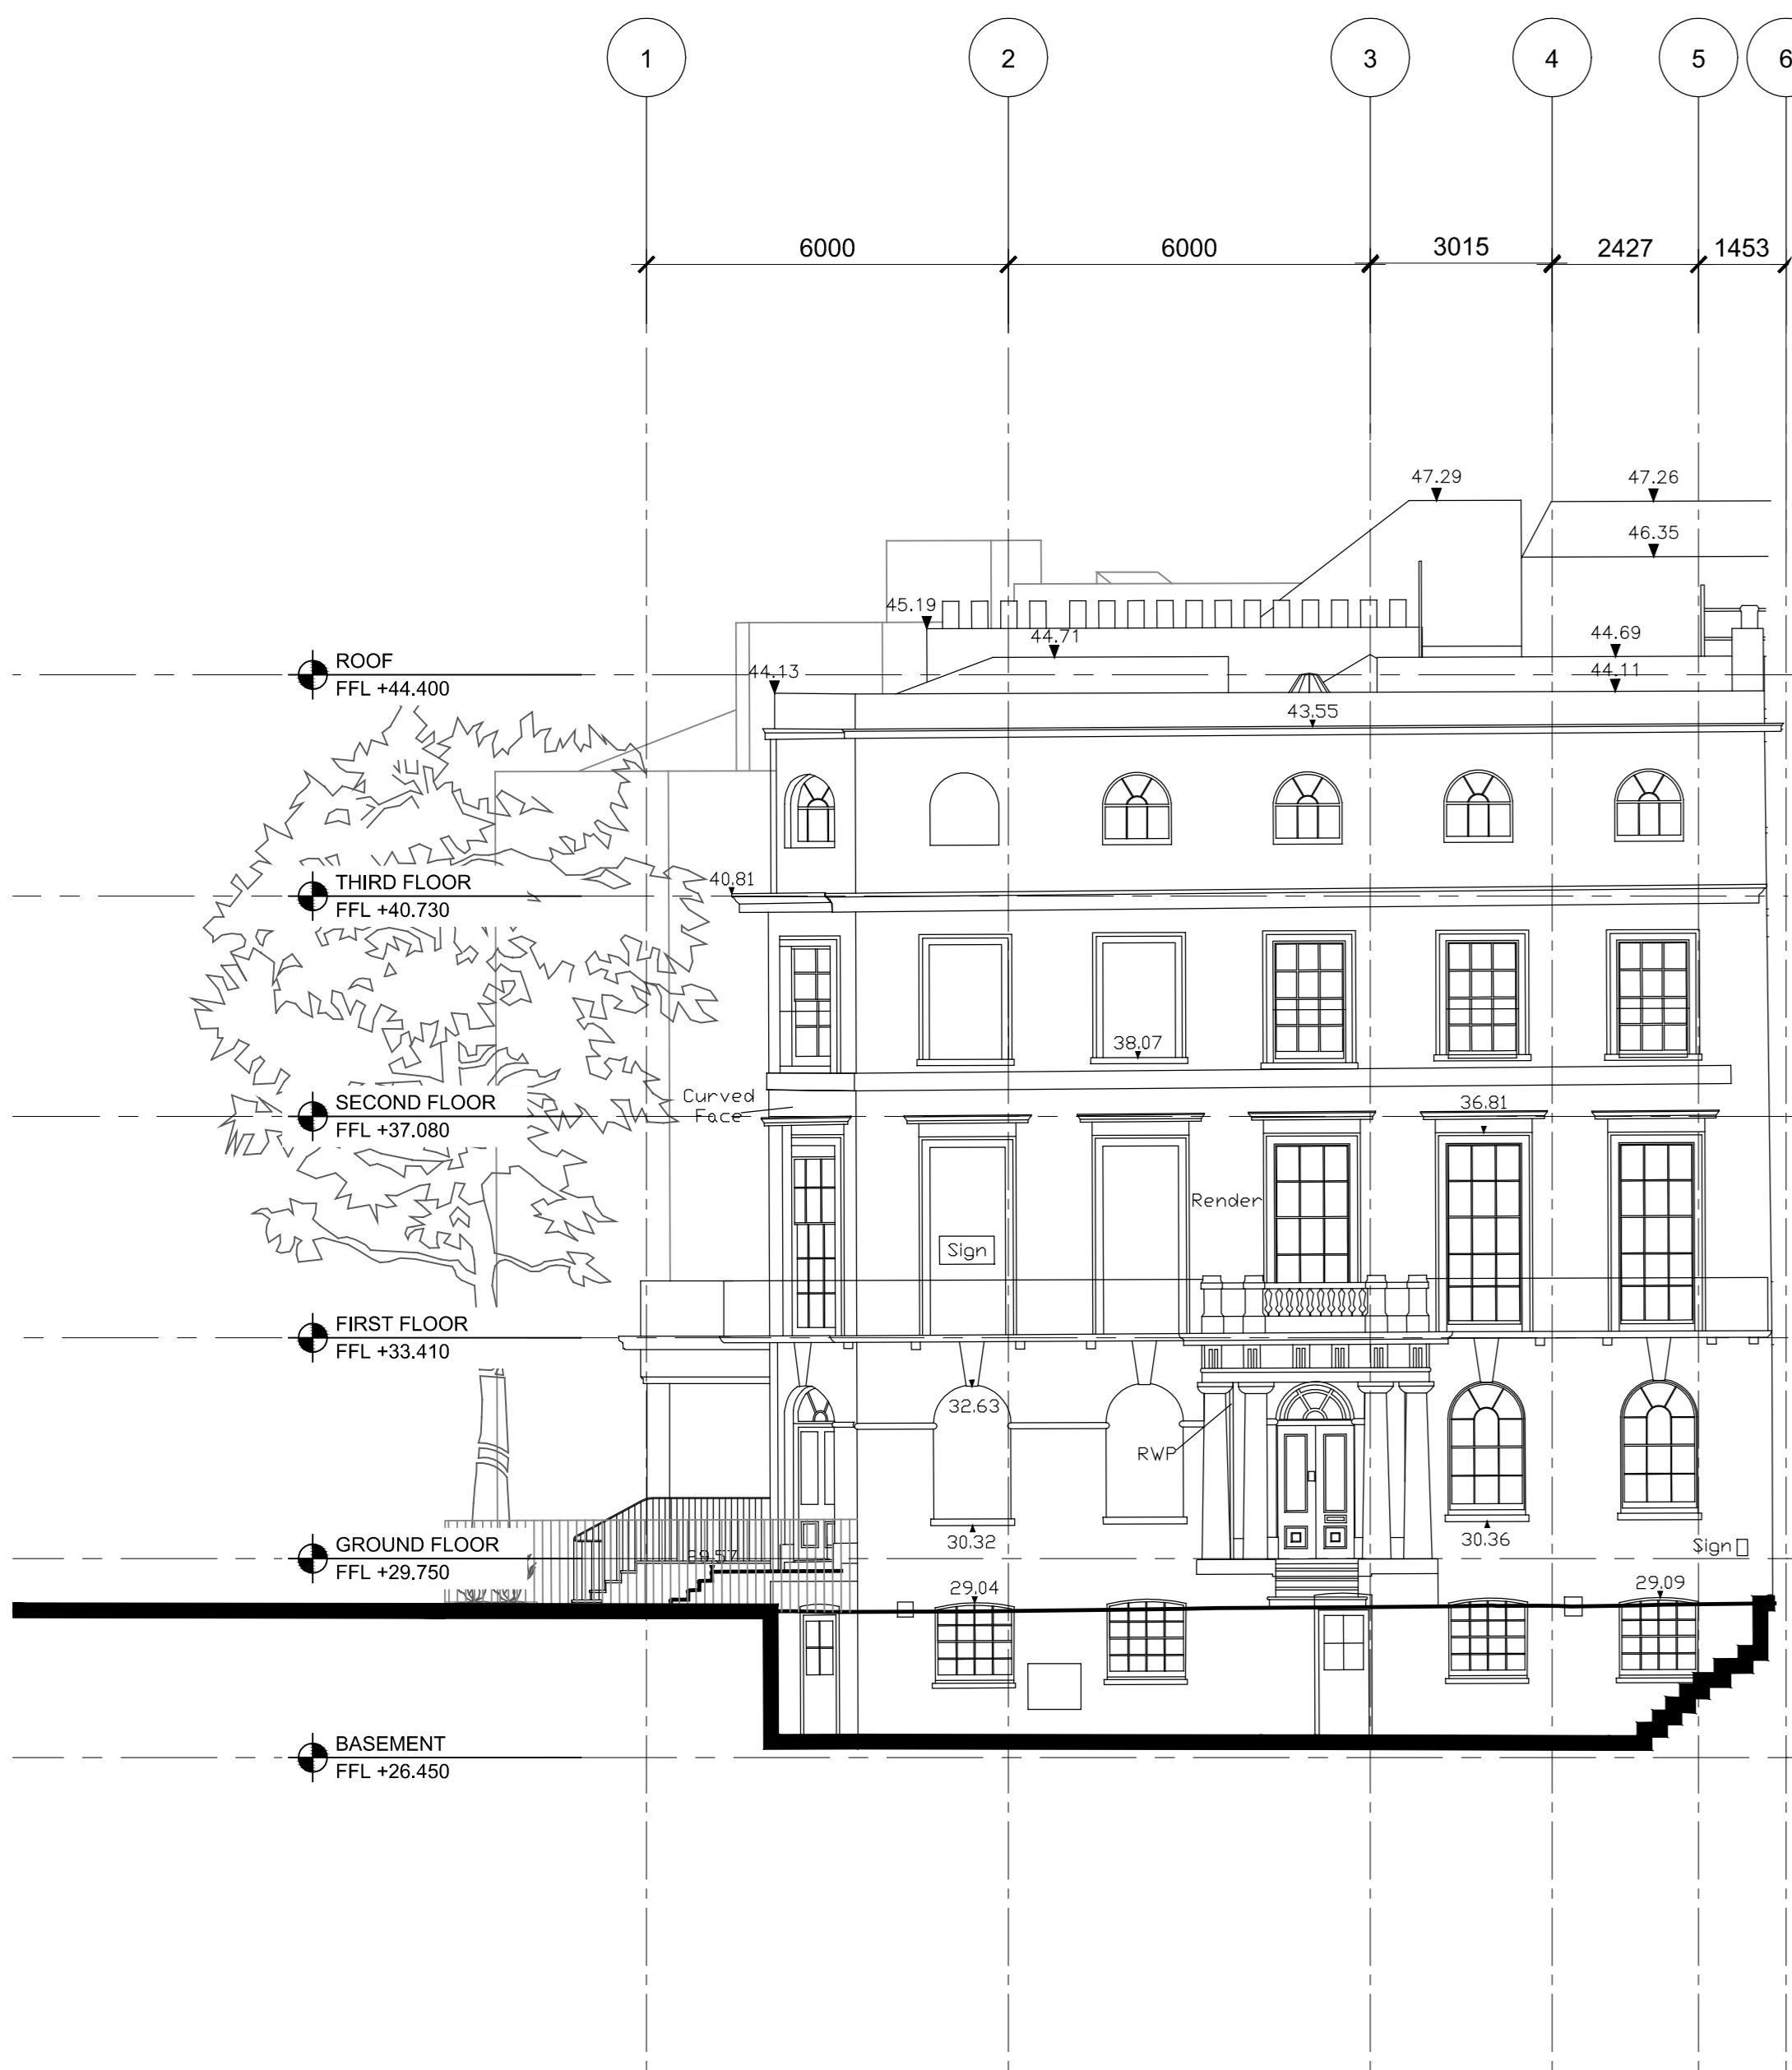 1 2 3 4 5 6
6000 6000 3015 2427 1453
47.29 47.26
46.35
45.19
44.71 44.69
ROOF
FFL +44.400
44.13 44.11
43.55
THIRD FLOOR
FFL +40.730
40.81
38.07
SECOND FLOOR
FFL +37.080
Curved
Face
36.81
Render
Sign
FIRST FLOOR
FFL +33.410
32.63
RWP
GROUND FLOOR
FFL +29.750
30.32 30.36
Sign
29.57
29.04 29.09
BASEMENT
FFL +26.450